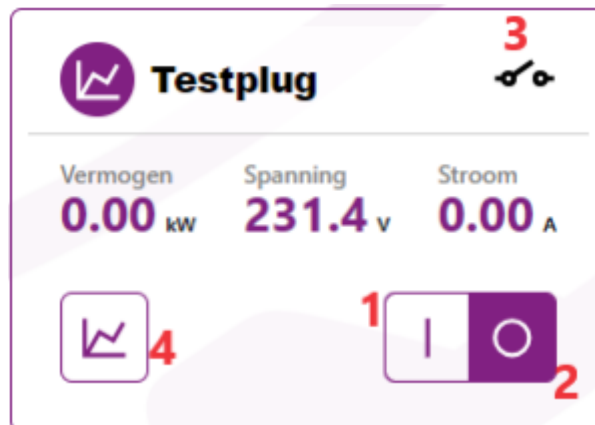 3
Testplug
Vermogen Spanning Stroom
0.00 kW 231.4 V 0.00 A
4 1 2